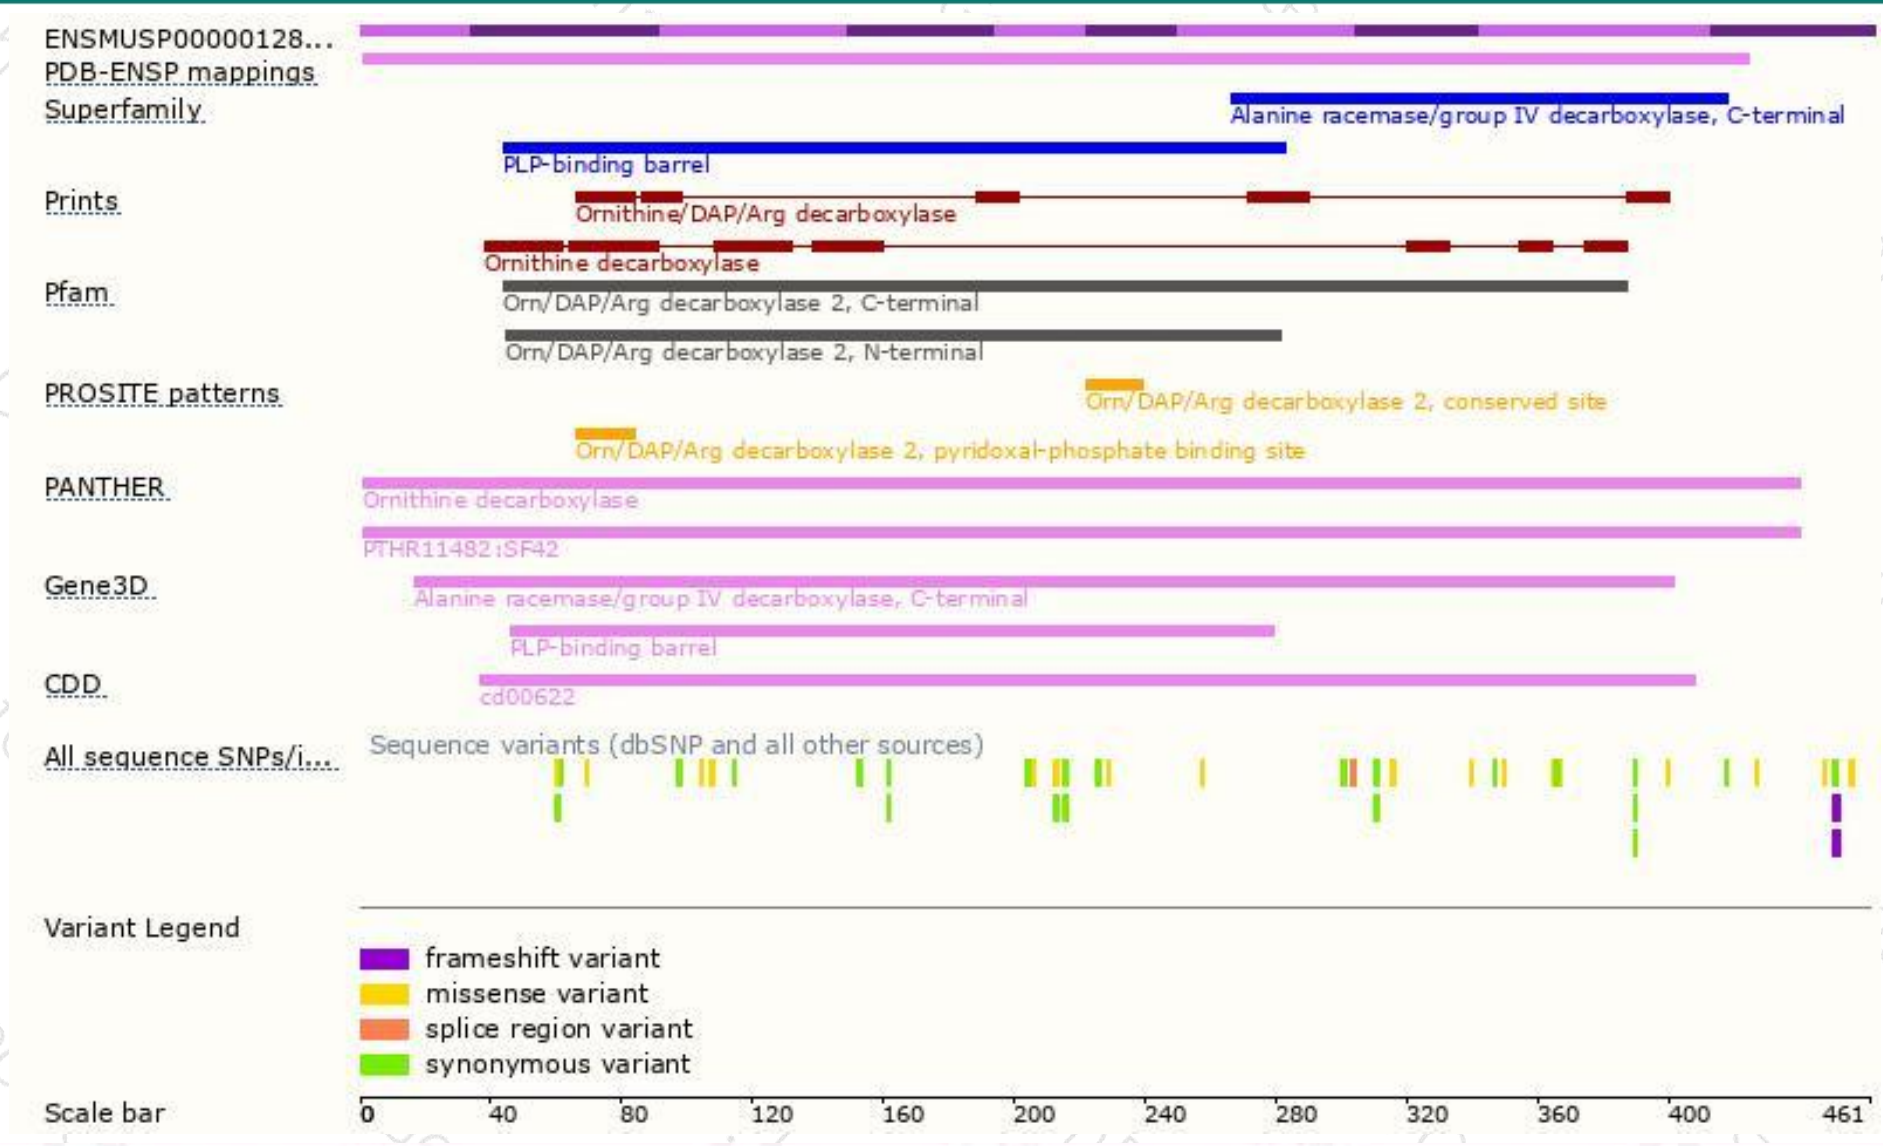 ENSMUSP00000128...
PDB-ENSP mappings
Superfamily
Alanine racemase/group IV decarboxylase, C-terminal
PLP-binding barrel
Prints
Ornithine/DAP/Arg decarboxylase
Ornithine decarboxylase
Pfam
Orn/DAP/Arg decarboxylase 2, C-terminal
Orn/DAP/Arg decarboxylase 2, N-terminal
PROSITE patterns
Orn/DAP/Arg decarboxylase 2, conserved site
Orn/DAP/Arg decarboxylase 2, pyridoxal-phosphate binding site
PANTHER
Ornithine decarboxylase
PTHR11482:SF42
Gene3D
Alanine racemase/group IV decarboxylase, C-terminal
PLP-binding barrel
CDD
cd00622
Sequence variants (dbSNP and all other sources)
All sequence SNPs/i...
Variant Legend
frameshift variant
missense variant
splice region variant
synonymous variant
Scale bar 0 40 80 120 160 200 240 280 320 360 400 461